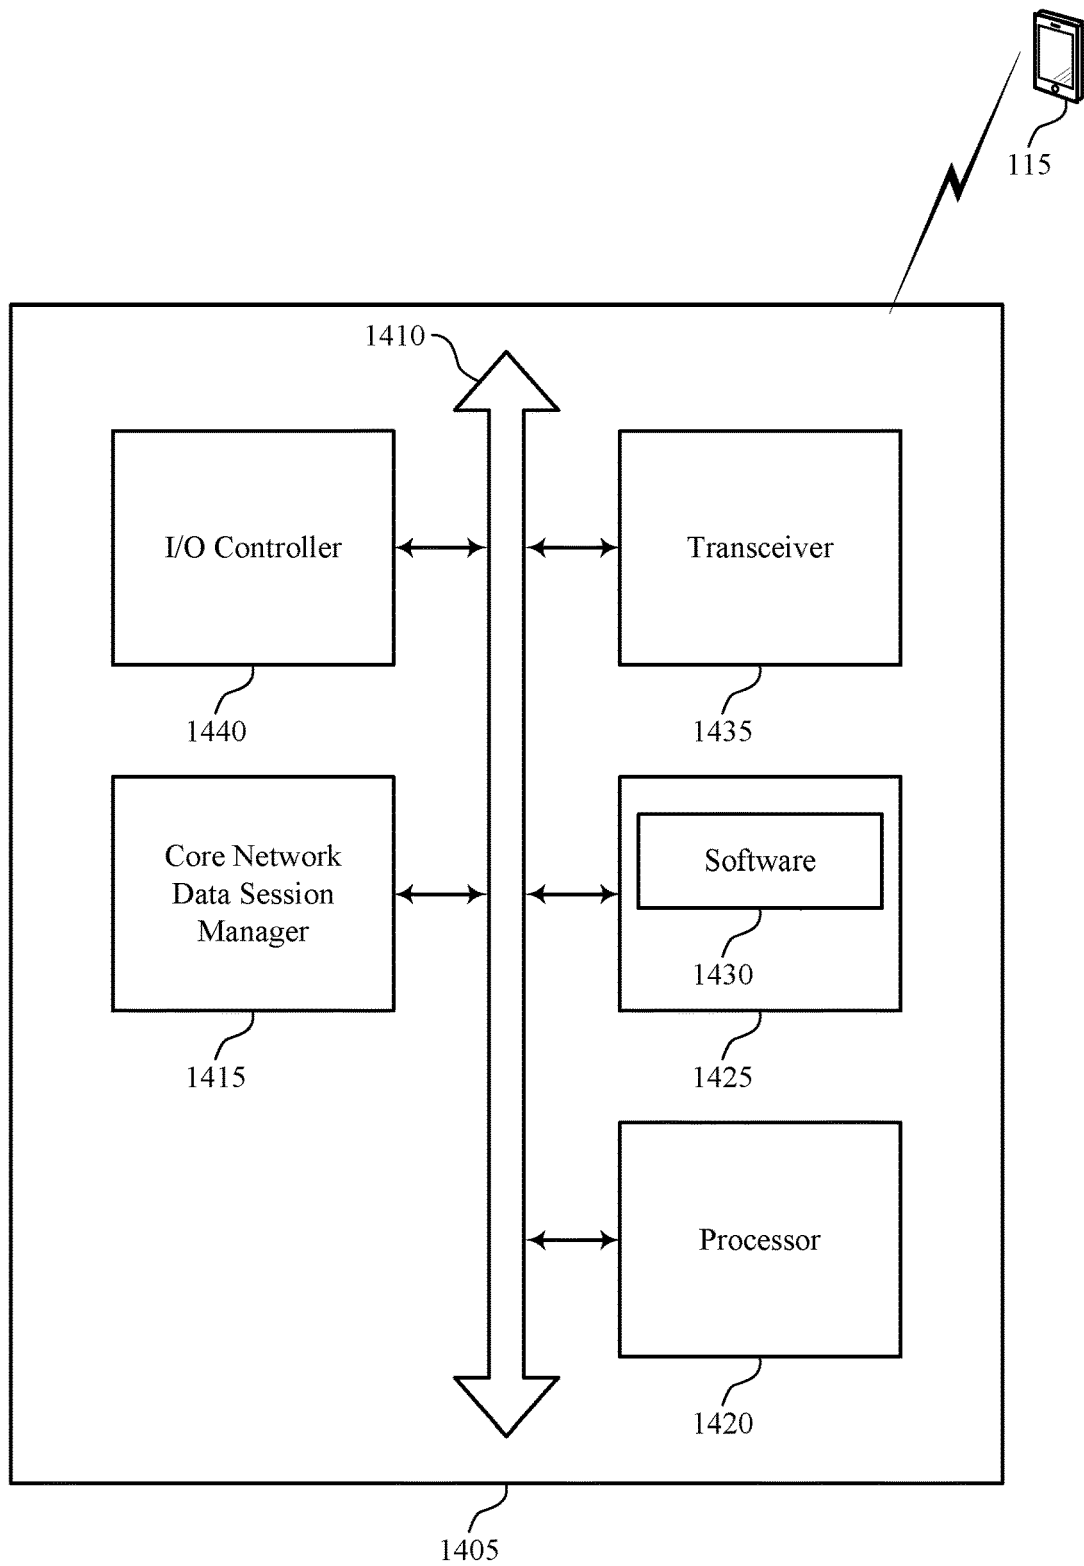 115
1410
I/O Controller
Transceiver
1440
1435
Core Network
Data Session
Manager
Software
1430
1415
1425
Processor
1420
1405